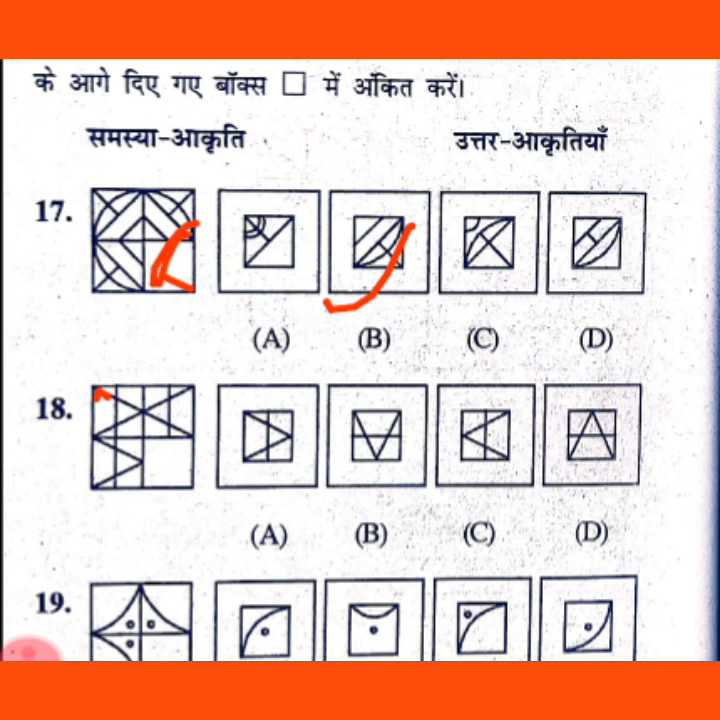 के आगे दिए गए बॉक्स □ में अंकित करें।
समस्या-आकृति उत्तर-आकृतियाँ
17.
(A) (B) (C) (D)
18.
(A) (B) (C) (D)
19.